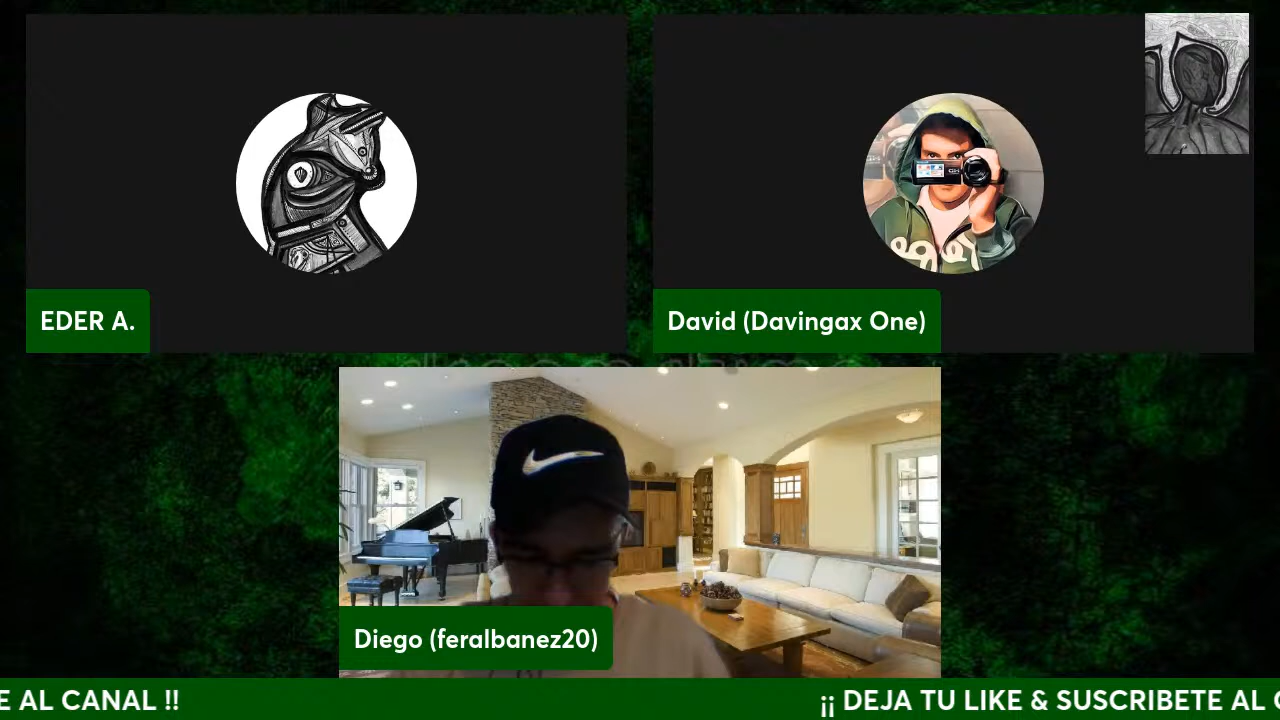 EDER A.
David (Davingax One)
Diego (feralbanez20)
E AL CANAL !!
¡¡ DEJA TU LIKE & SUSCRIBETE AL C